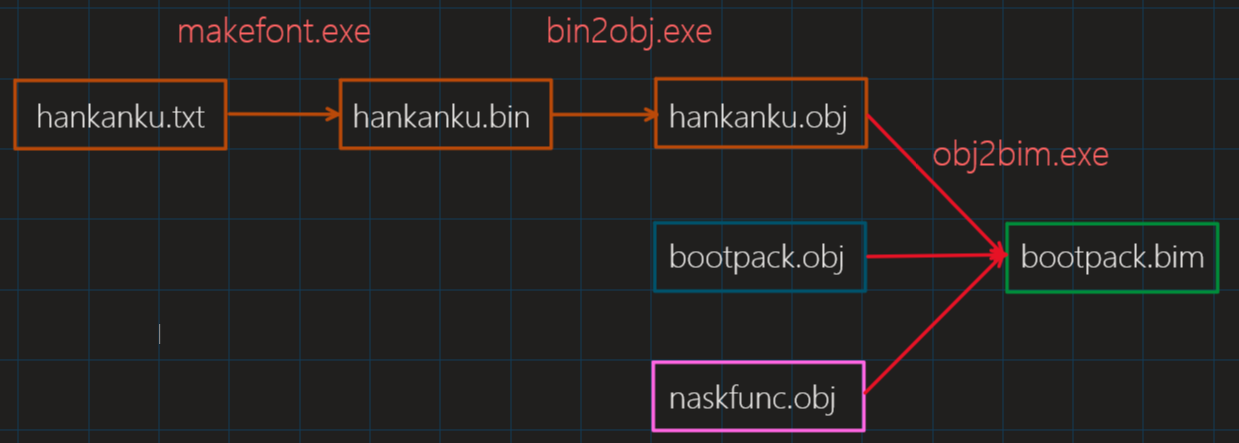 makefont.exe
bin2obj.exe
hankanku.txt
hankanku.bin
hankanku.obj
obj2bim.exe
bootpack.obj
bootpack.bim
naskfunc.obj